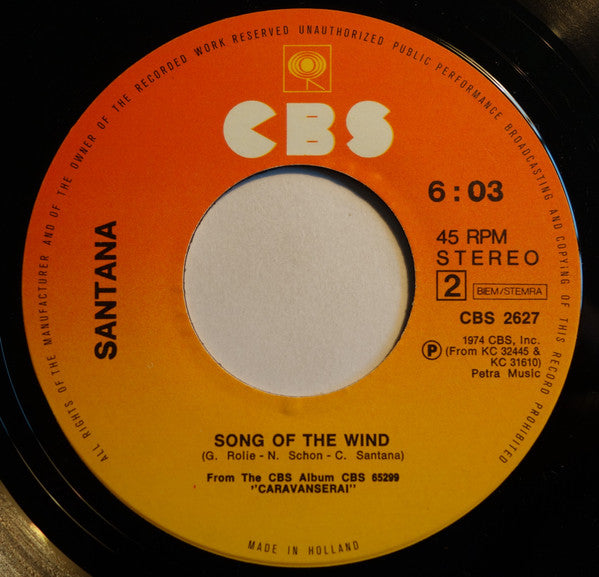 ALL RIGHTS OF THE MANUFACTURER AND OF THE OWNER OF THE RECORDED WORK RESERVED UNAUTHORIZED PUBLIC PERFORMANCE BROADCASTING AND COPYING OF THIS RECORD PROHIBITED
CBS
SANTANA
6:03
45 RPM
STEREO
2 BIEM/STEMRA
CBS 2627
Ⓟ 1974 CBS, Inc.
(From KC 32445 &
KC 31610)
Petra Music
SONG OF THE WIND
(G. Rolie - N. Schon - C. Santana)
From The CBS Album CBS 65299
"CARAVANSERAI"
MADE IN HOLLAND